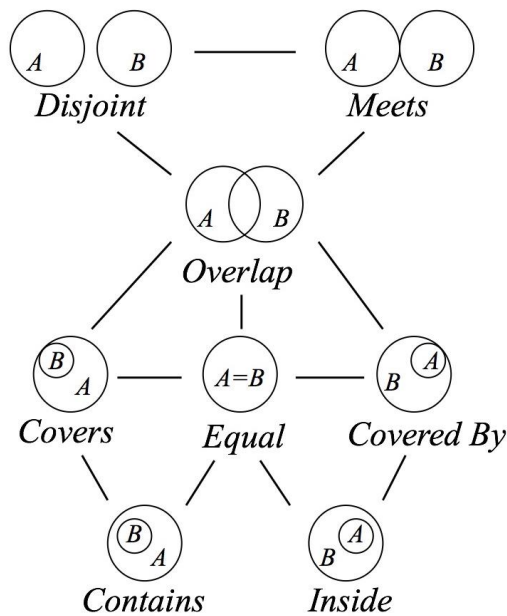 A B A B
Disjoint Meets
A B
Overlap
B A A=B B A
Covers Equal Covered By
B A B A
Contains Inside